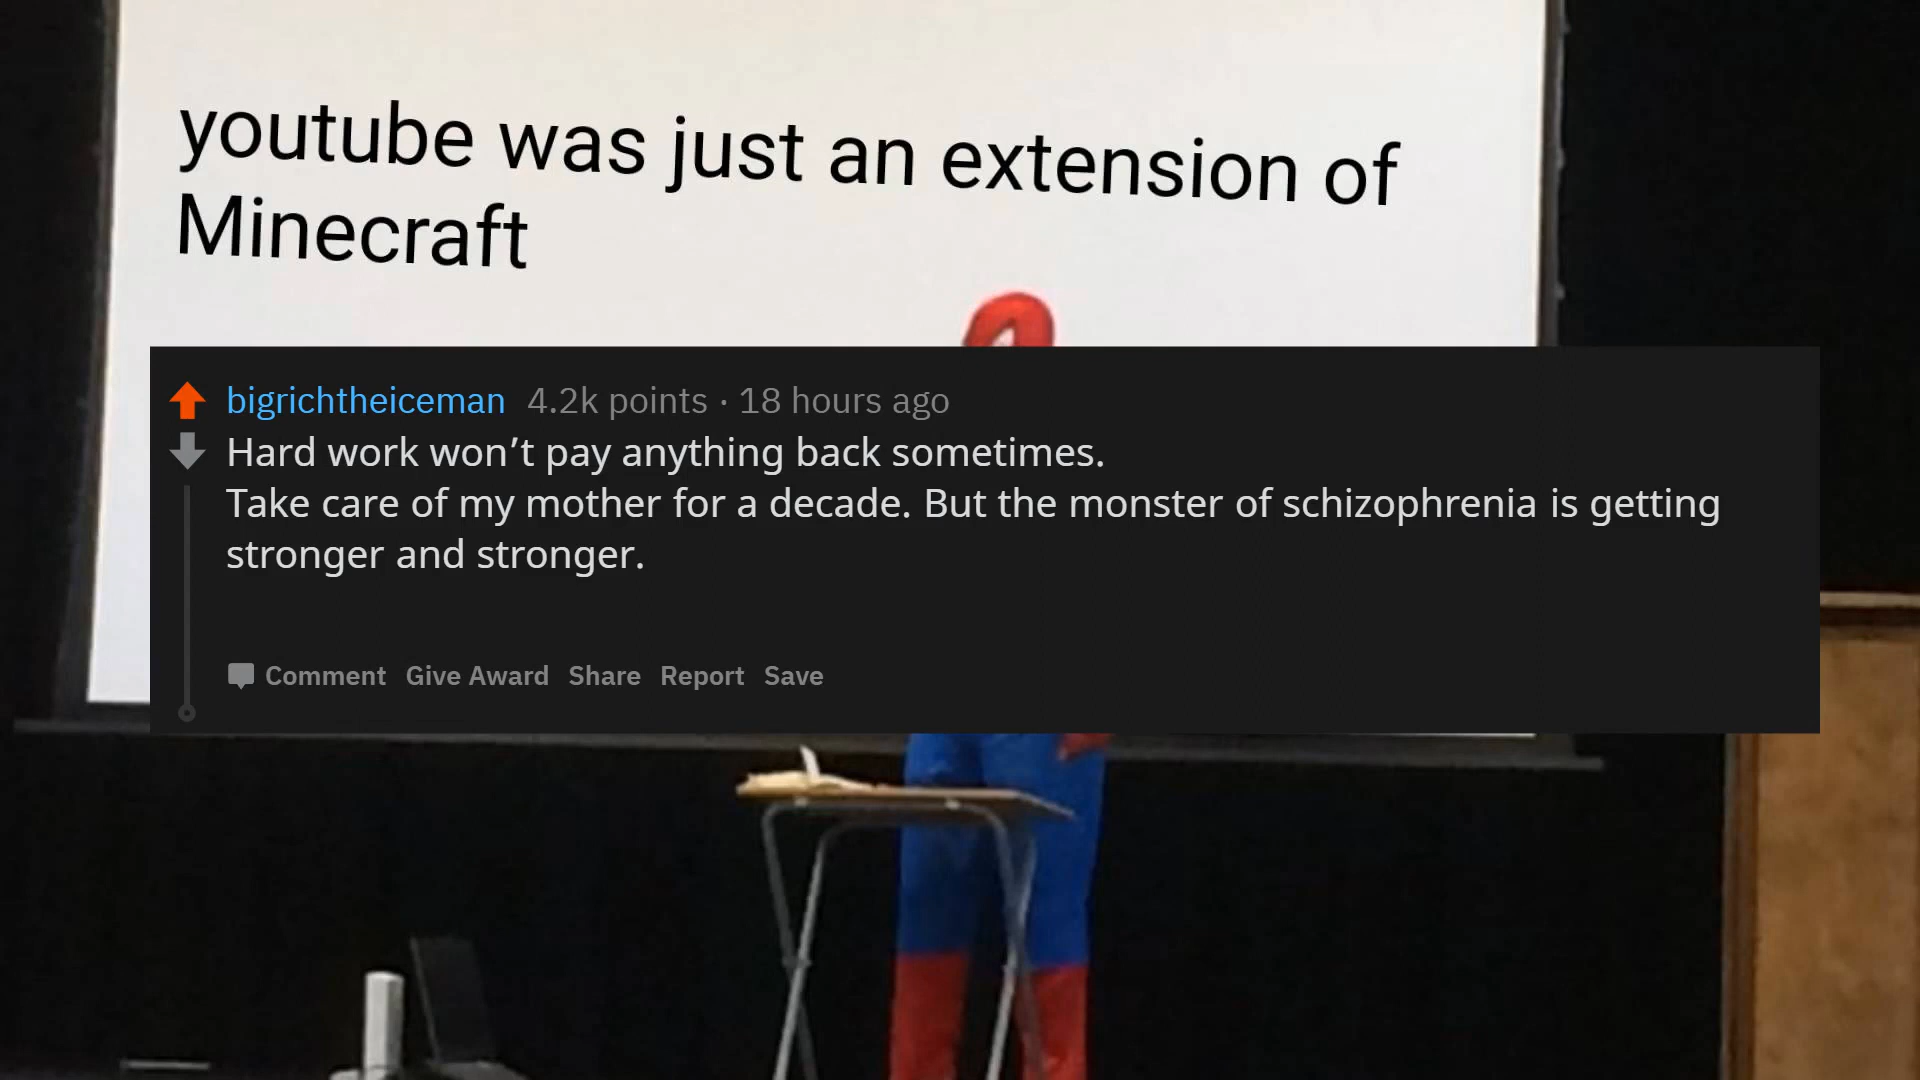 youtube was just an extension of
Minecraft
bigrichtheiceman 4.2k points · 18 hours ago
Hard work won’t pay anything back sometimes.
Take care of my mother for a decade. But the monster of schizophrenia is getting
stronger and stronger.
Comment Give Award Share Report Save